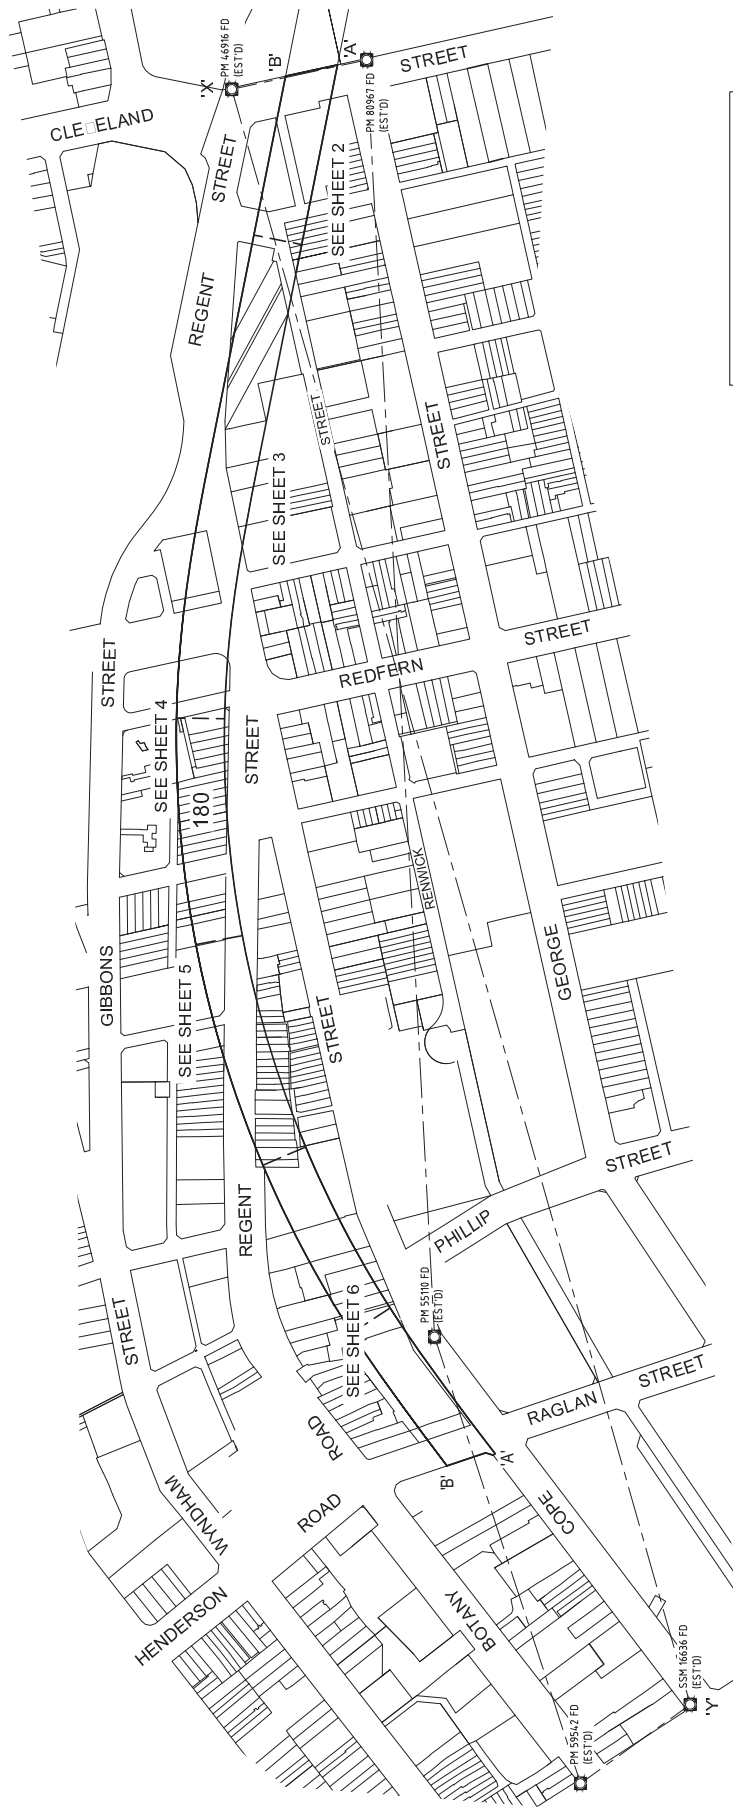 PM 46916 FD
(EST'D)
'X'
'B'
'A'
STREET
PM 80967 FD
(EST'D)
CLE□ELAND
STREET
SEE SHEET 2
REGENT
STREET
STREET
SEE SHEET 3
STREET
REDFERN
STREET
SEE SHEET 4
STREET
180
RENWICK
GIBBONS
SEE SHEET 5
STREET
GEORGE
STREET
REGENT
PHILLIP
PM 55110 FD
(EST'D)
STREET
SEE SHEET 6
STREET
RAGLAN
ROAD
'B'
'A'
WYNDHAM
ROAD
COPE
HENDERSON
BOTANY
SSM 16636 FD
(EST'D)
'Y'
PM 59542 FD
(EST'D)